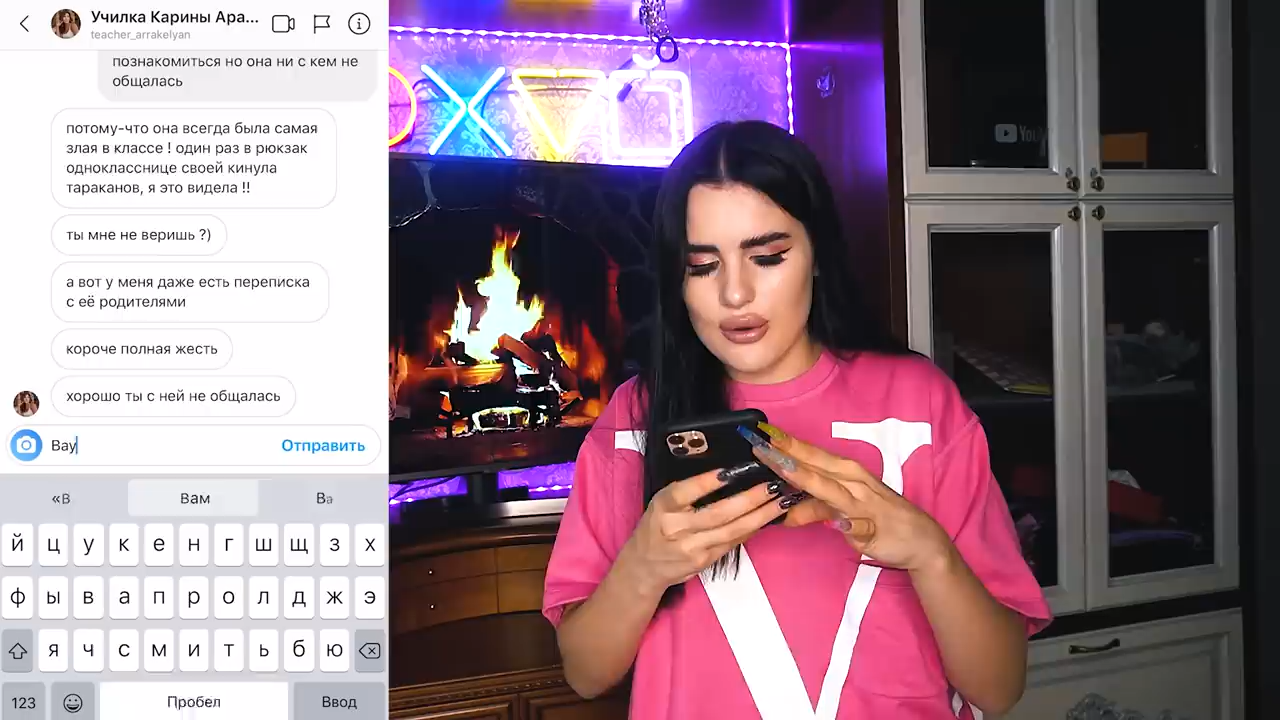 Училка Карины Ара...
teacher_arrakelyan
познакомиться но она ни с кем не
общалась
потому-что она всегда была самая
злая в классе ! один раз в рюкзак
однокласснице своей кинула
тараканов, я это видела !!
ты мне не веришь ?)
а вот у меня даже есть переписка
с её родителями
короче полная жесть
хорошо ты с ней не общалась
Вау
Отправить
«В
Вам
Ва
й ц у к е н г ш щ з х
ф ы в а п р о л д ж э
я ч с м и т ь б ю
123
Пробел
Ввод